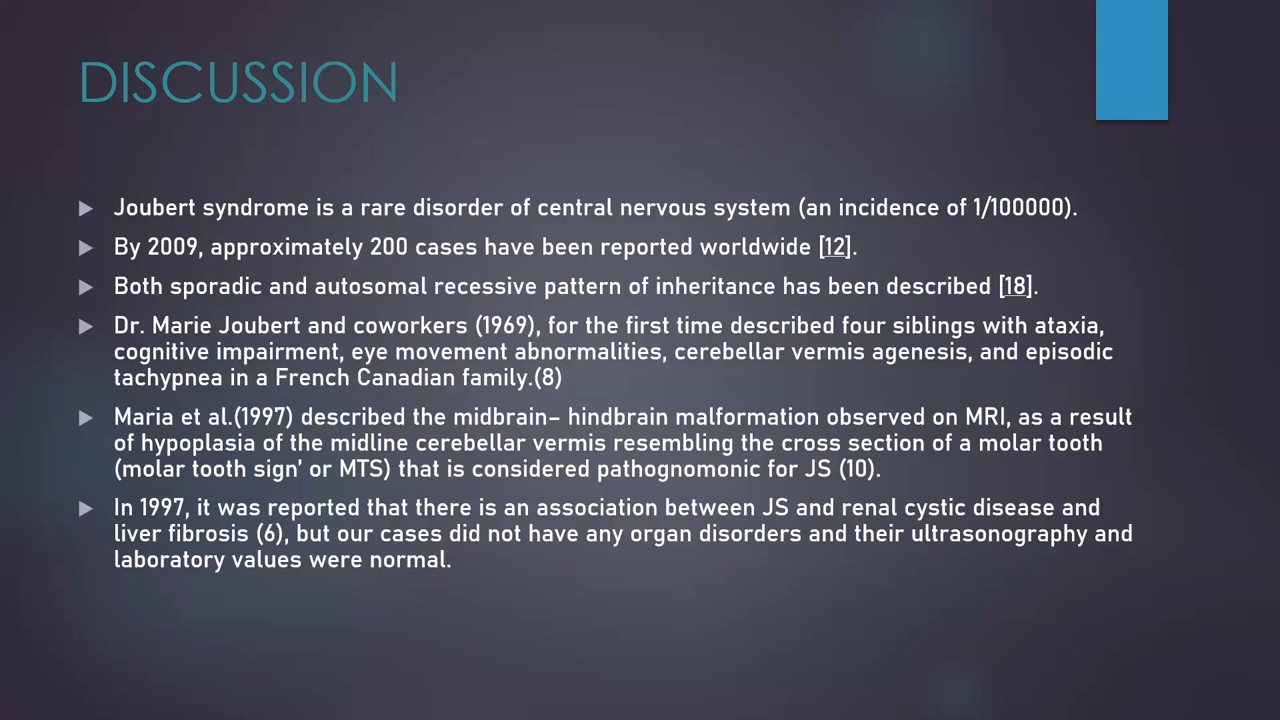 DISCUSSION
Joubert syndrome is a rare disorder of central nervous system (an incidence of 1/100000).
By 2009, approximately 200 cases have been reported worldwide [12].
Both sporadic and autosomal recessive pattern of inheritance has been described [18].
Dr. Marie Joubert and coworkers (1969), for the first time described four siblings with ataxia,
cognitive impairment, eye movement abnormalities, cerebellar vermis agenesis, and episodic
tachypnea in a French Canadian family.(8)
Maria et al.(1997) described the midbrain– hindbrain malformation observed on MRI, as a result
of hypoplasia of the midline cerebellar vermis resembling the cross section of a molar tooth
(molar tooth sign’ or MTS) that is considered pathognomonic for JS (10).
In 1997, it was reported that there is an association between JS and renal cystic disease and
liver fibrosis (6), but our cases did not have any organ disorders and their ultrasonography and
laboratory values were normal.